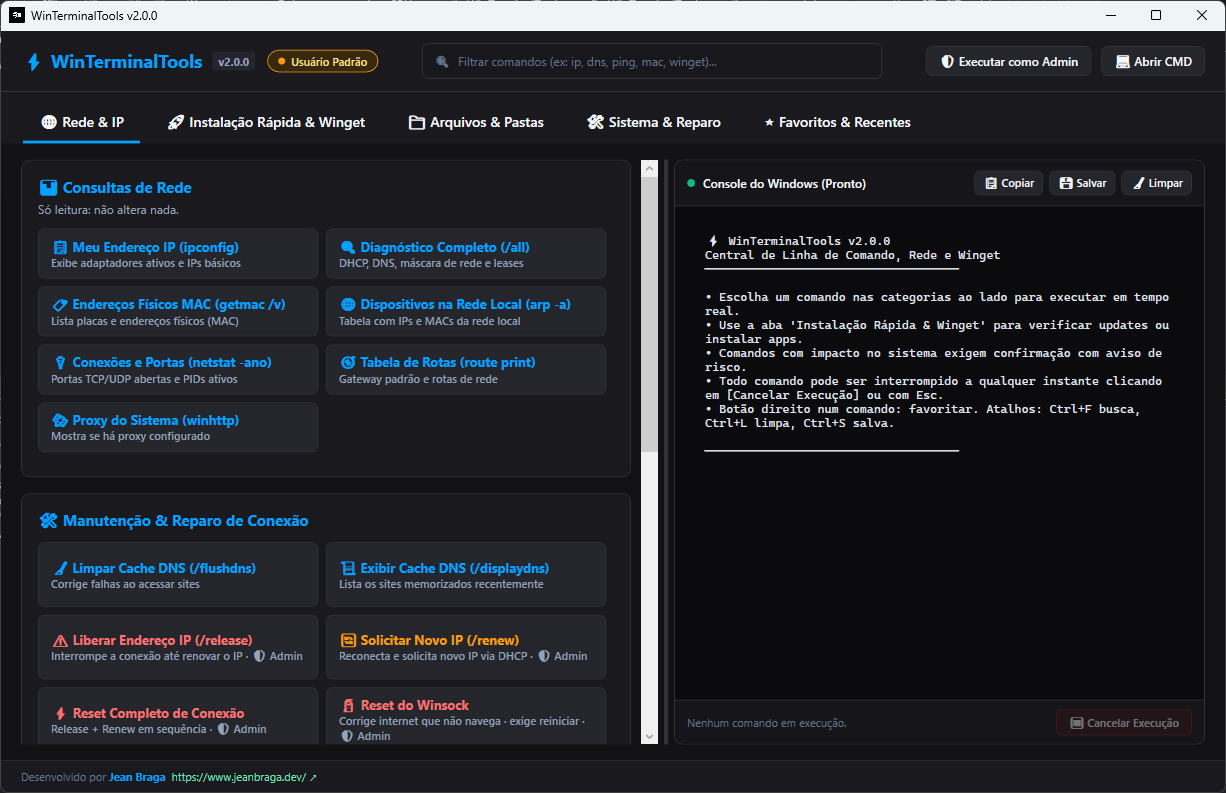 WinTerminalTools v2.0.0
WinTerminalTools v2.0.0 Usuário Padrão Filtrar comandos (ex: ip, dns, ping, mac, winget)... Executar como Admin Abrir CMD
Rede & IP Instalação Rápida & Winget Arquivos & Pastas Sistema & Reparo Favoritos & Recentes
Consultas de Rede
Só leitura: não altera nada.
Meu Endereço IP (ipconfig)
Exibe adaptadores ativos e IPs básicos
Diagnóstico Completo (/all)
DHCP, DNS, máscara de rede e leases
Endereços Físicos MAC (getmac /v)
Lista placas e endereços físicos (MAC)
Dispositivos na Rede Local (arp -a)
Tabela com IPs e MACs da rede local
Conexões e Portas (netstat -ano)
Portas TCP/UDP abertas e PIDs ativos
Tabela de Rotas (route print)
Gateway padrão e rotas de rede
Proxy do Sistema (winhttp)
Mostra se há proxy configurado
Manutenção & Reparo de Conexão
Limpar Cache DNS (/flushdns)
Corrige falhas ao acessar sites
Exibir Cache DNS (/displaydns)
Lista os sites memorizados recentemente
Liberar Endereço IP (/release)
Interrompe a conexão até renovar o IP · Admin
Solicitar Novo IP (/renew)
Reconecta e solicita novo IP via DHCP · Admin
Reset Completo de Conexão
Release + Renew em sequência · Admin
Reset do Winsock
Corrige internet que não navega · exige reiniciar ·
Admin
Console do Windows (Pronto) Copiar Salvar Limpar
WinTerminalTools v2.0.0
Central de Linha de Comando, Rede e Winget
• Escolha um comando nas categorias ao lado para executar em tempo
real.
• Use a aba 'Instalação Rápida & Winget' para verificar updates ou
instalar apps.
• Comandos com impacto no sistema exigem confirmação com aviso de
risco.
• Todo comando pode ser interrompido a qualquer instante clicando
em [Cancelar Execução] ou com Esc.
• Botão direito num comando: favoritar. Atalhos: Ctrl+F busca,
Ctrl+L limpa, Ctrl+S salva.
Nenhum comando em execução. Cancelar Execução
Desenvolvido por Jean Braga https://www.jeanbraga.dev/ ↗